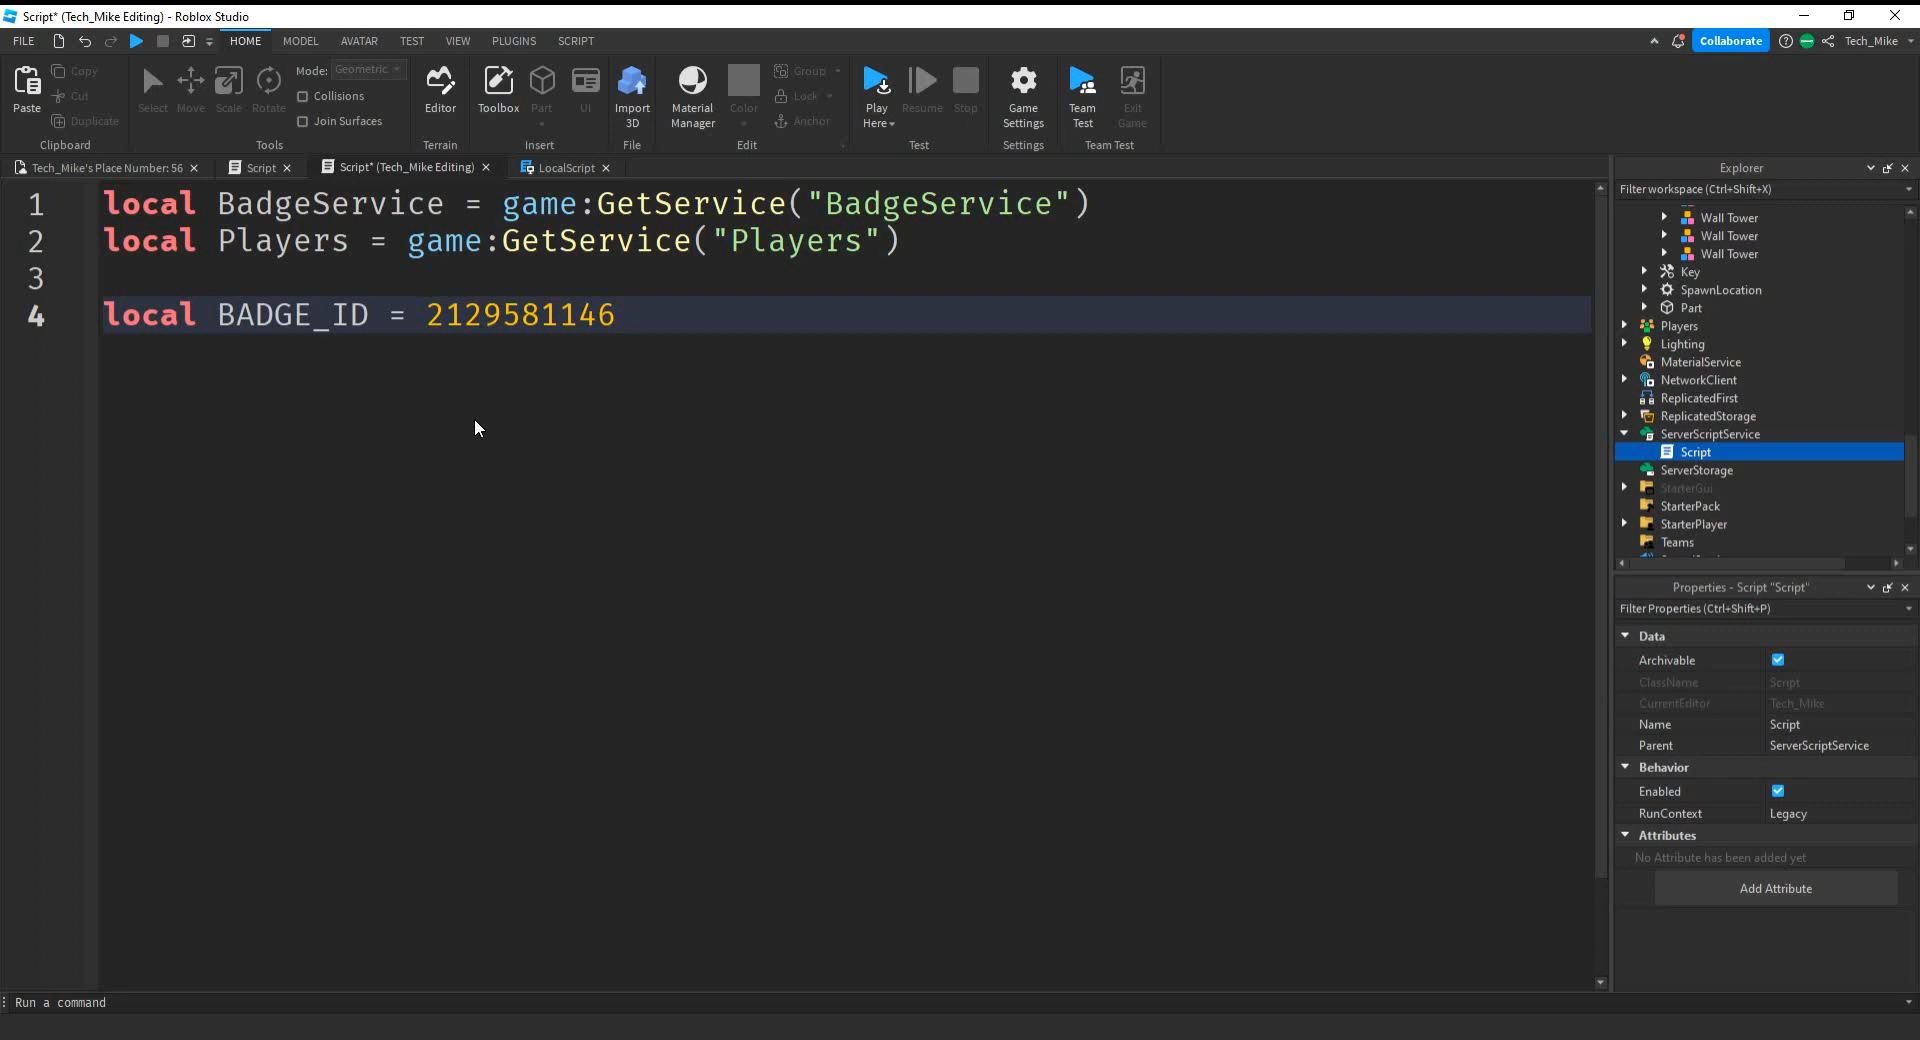 Script* (Tech_Mike Editing) - Roblox Studio
FILE HOME MODEL AVATAR TEST VIEW PLUGINS SCRIPT Collaborate Tech_Mike
Paste Copy Cut Duplicate Clipboard
Select Move Scale Rotate Mode: Geometric Collisions Join Surfaces Tools
Editor Terrain
Toolbox Part UI Insert
Import 3D File
Material Manager Color Group Lock Anchor Edit
Play Here Resume Stop Test
Game Settings Settings
Team Test Exit Game Team Test
Tech_Mike's Place Number: 56 Script Script* (Tech_Mike Editing) LocalScript
1 local BadgeService = game:GetService("BadgeService")
2 local Players = game:GetService("Players")
3
4 local BADGE_ID = 2129581146
Explorer
Filter workspace (Ctrl+Shift+X)
Wall Tower
Wall Tower
Wall Tower
Key
SpawnLocation
Part
Players
Lighting
MaterialService
NetworkClient
ReplicatedFirst
ReplicatedStorage
ServerScriptService
Script
ServerStorage
StarterGui
StarterPack
StarterPlayer
Teams
Properties - Script "Script"
Filter Properties (Ctrl+Shift+P)
Data
Archivable
ClassName Script
CurrentEditor Tech_Mike
Name Script
Parent ServerScriptService
Behavior
Enabled
RunContext Legacy
Attributes
No Attribute has been added yet
Add Attribute
Run a command